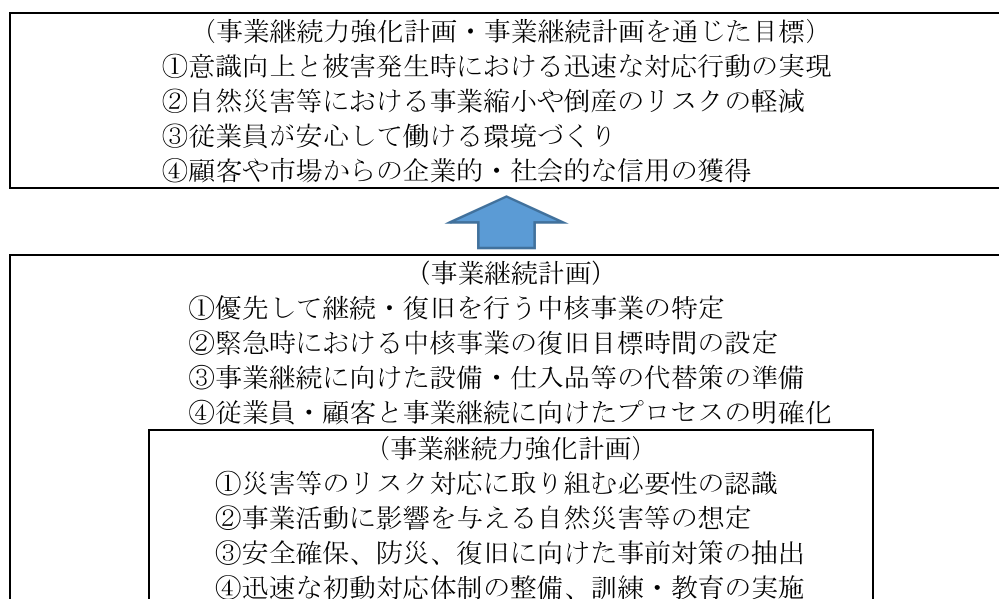 （事業継続力強化計画・事業継続計画を通じた目標）
①意識向上と被害発生時における迅速な対応行動の実現
②自然災害等における事業縮小や倒産のリスクの軽減
③従業員が安心して働ける環境づくり
④顧客や市場からの企業的・社会的な信用の獲得
（事業継続計画）
①優先して継続・復旧を行う中核事業の特定
②緊急時における中核事業の復旧目標時間の設定
③事業継続に向けた設備・仕入品等の代替策の準備
④従業員・顧客と事業継続に向けたプロセスの明確化
（事業継続力強化計画）
①災害等のリスク対応に取り組む必要性の認識
②事業活動に影響を与える自然災害等の想定
③安全確保、防災、復旧に向けた事前対策の抽出
④迅速な初動対応体制の整備、訓練・教育の実施